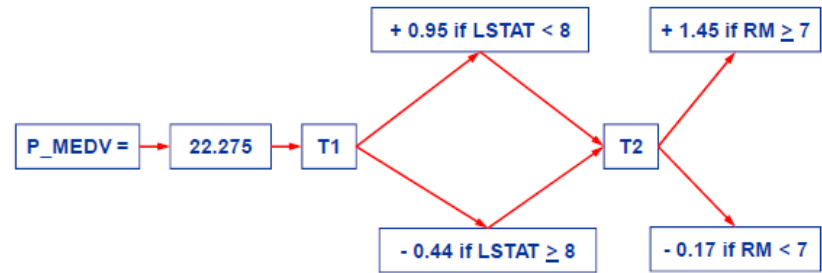 + 0.95 if LSTAT < 8
+ 1.45 if RM ≥ 7
P_MEDV =
22.275
T1
T2
- 0.44 if LSTAT ≥ 8
- 0.17 if RM < 7